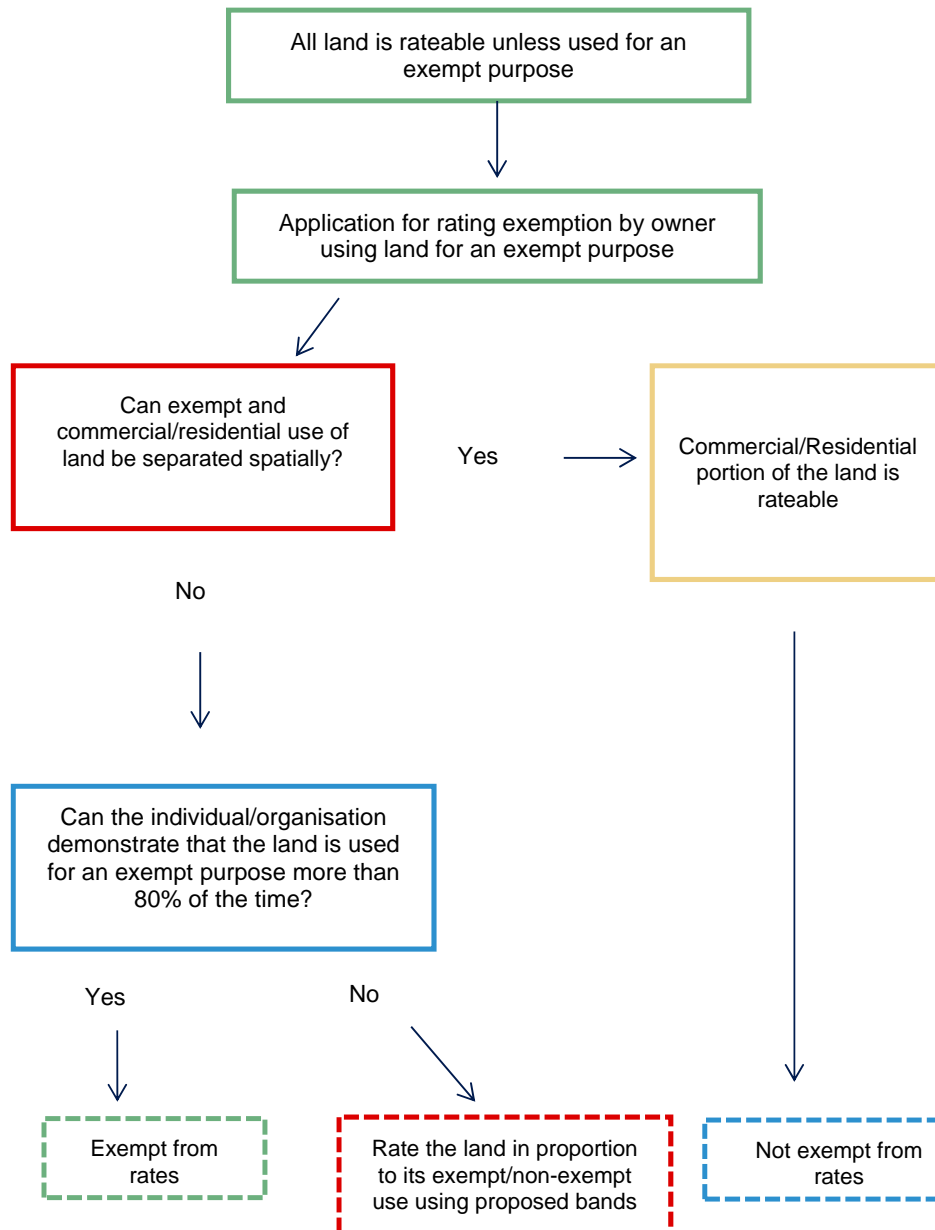 All land is rateable unless used for an
exempt purpose
Application for rating exemption by owner
using land for an exempt purpose
Can exempt and
commercial/residential use of
land be separated spatially?
Yes
Commercial/Residential
portion of the land is
rateable
No
Can the individual/organisation
demonstrate that the land is used
for an exempt purpose more than
80% of the time?
Yes
No
Exempt from
rates
Rate the land in proportion
to its exempt/non-exempt
use using proposed bands
Not exempt from
rates